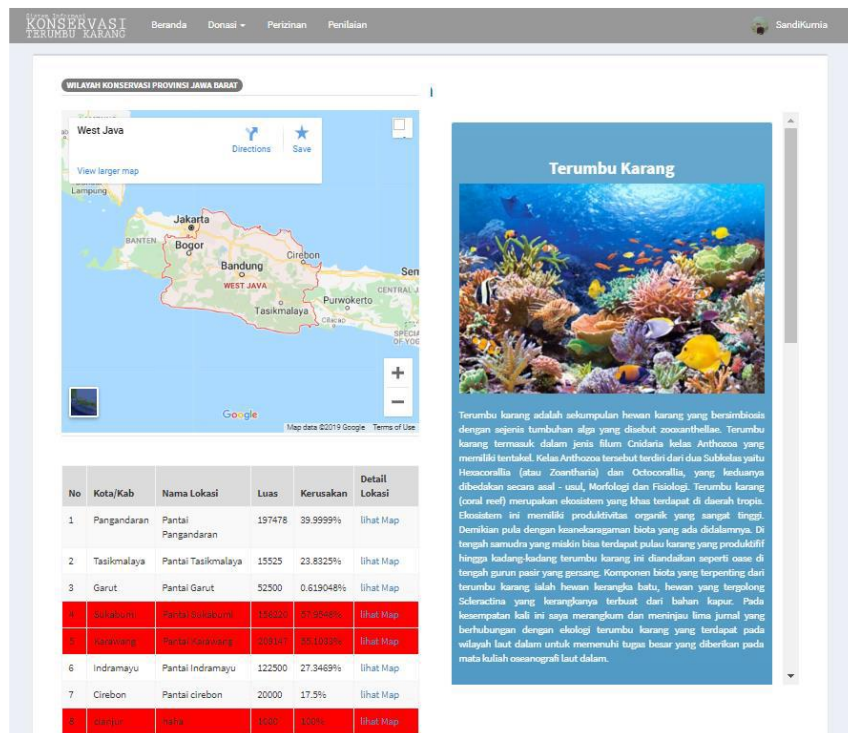 Sistem Informasi
KONSERVASI
TERUMBU KARANG
Beranda Donasi Perizinan Penilaian
SandiKurnia
WILAYAH KONSERVASI PROVINSI JAWA BARAT
West Java
Directions Save
View larger map
Lampung
Jakarta
BANTEN
Bogor
Cirebon
Bandung
WEST JAVA
Sen
CENTRAL J
Purwokerto
Tasikmalaya
Cilacap
SPECIA
OF YOG
Google
Map data ©2019 Google Terms of Use
No Kota/Kab Nama Lokasi Luas Kerusakan Detail
Lokasi
1 Pangandaran Pantai
Pangandaran 197478 39.9999% lihat Map
2 Tasikmalaya Pantai Tasikmalaya 15525 23.8325% lihat Map
3 Garut Pantai Garut 52500 0.619048% lihat Map
4 Sukabumi Pantai Sukabumi lihat Map
5 Karawang Pantai Karawang lihat Map
6 Indramayu Pantai Indramayu 122500 27.3469% lihat Map
7 Cirebon Pantai cirebon 20000 17.5% lihat Map
8 cianjur haha 1000 100% lihat Map
Terumbu Karang
Terumbu karang adalah sekumpulan hewan karang yang bersimbiosis
dengan sejenis tumbuhan alga yang disebut zooxanthellae. Terumbu
karang termasuk dalam jenis filum Cnidaria kelas Anthozoa yang
memiliki tentakel. Kelas Anthozoa tersebut terdiri dari dua Subkelas yaitu
Hexacorallia (atau Zoantharia) dan Octocorallia, yang keduanya
dibedakan secara asal - usul, Morfologi dan Fisiologi. Terumbu karang
(coral reef) merupakan ekosistem yang khas terdapat di daerah tropis.
Ekosistem ini memiliki produktivitas organik yang sangat tinggi.
Demikian pula dengan keanekaragaman biota yang ada didalamnya. Di
tengah samudra yang miskin bisa terdapat pulau karang yang produktifif
hingga kadang-kadang terumbu karang ini diandaikan seperti oase di
tengah gurun pasir yang gersang. Komponen biota yang terpenting dari
terumbu karang ialah hewan kerangka batu, hewan yang tergolong
Scleractina yang kerangkanya terbuat dari bahan kapur. Pada
kesempatan kali ini saya merangkum dan meninjau lima jurnal yang
berhubungan dengan ekologi terumbu karang yang terdapat pada
wilayah laut dalam untuk memenuhi tugas besar yang diberikan pada
mata kuliah oseanografi laut dalam.